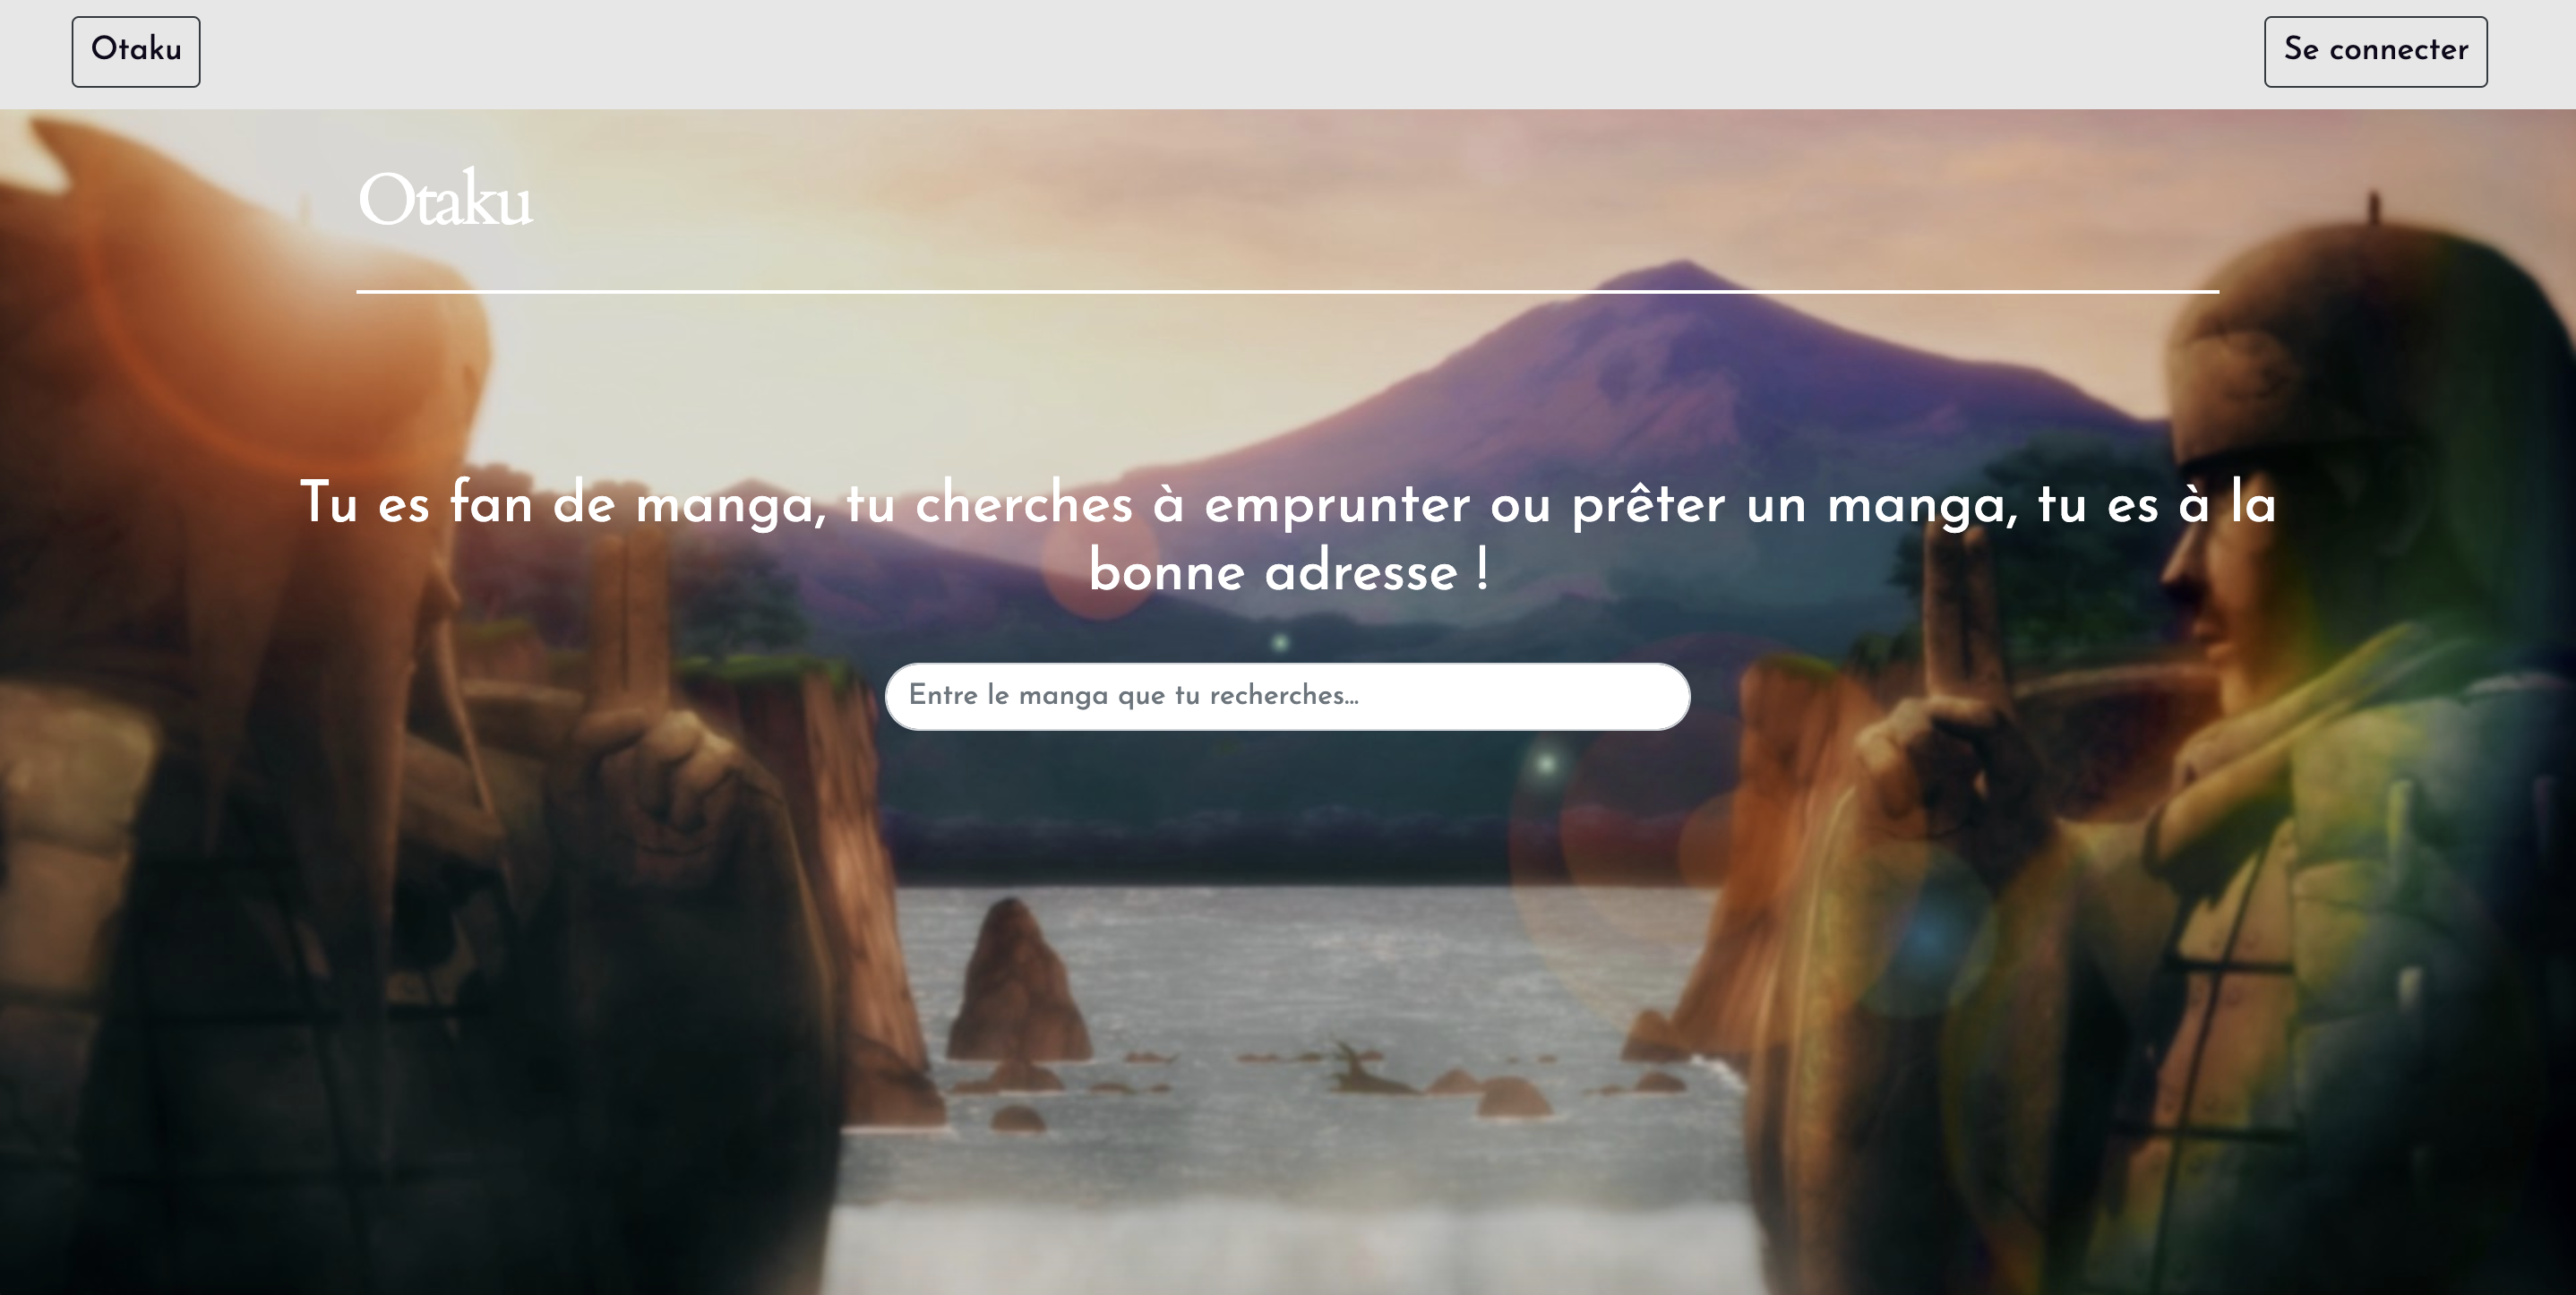 Otaku
Se connecter
Otaku
Tu es fan de manga, tu cherches à emprunter ou prêter un manga, tu es à la
bonne adresse !
Entre le manga que tu recherches...